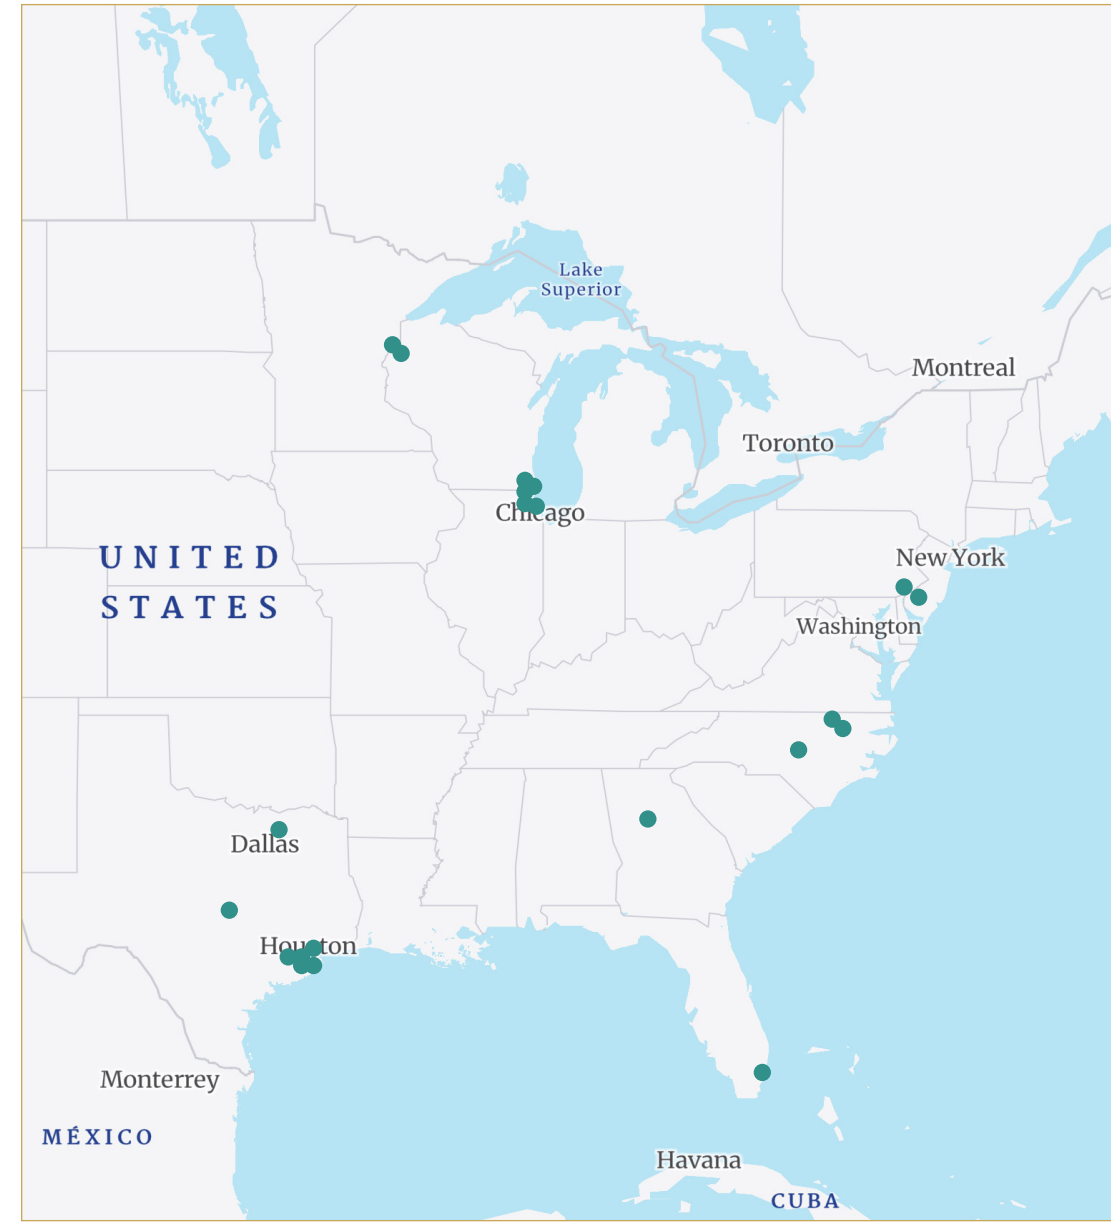 Lake
Superior
Montreal
Toronto
Chicago
UNITED
STATES
New York
Washington
Dallas
Houston
Monterrey
MÉXICO
Havana
CUBA